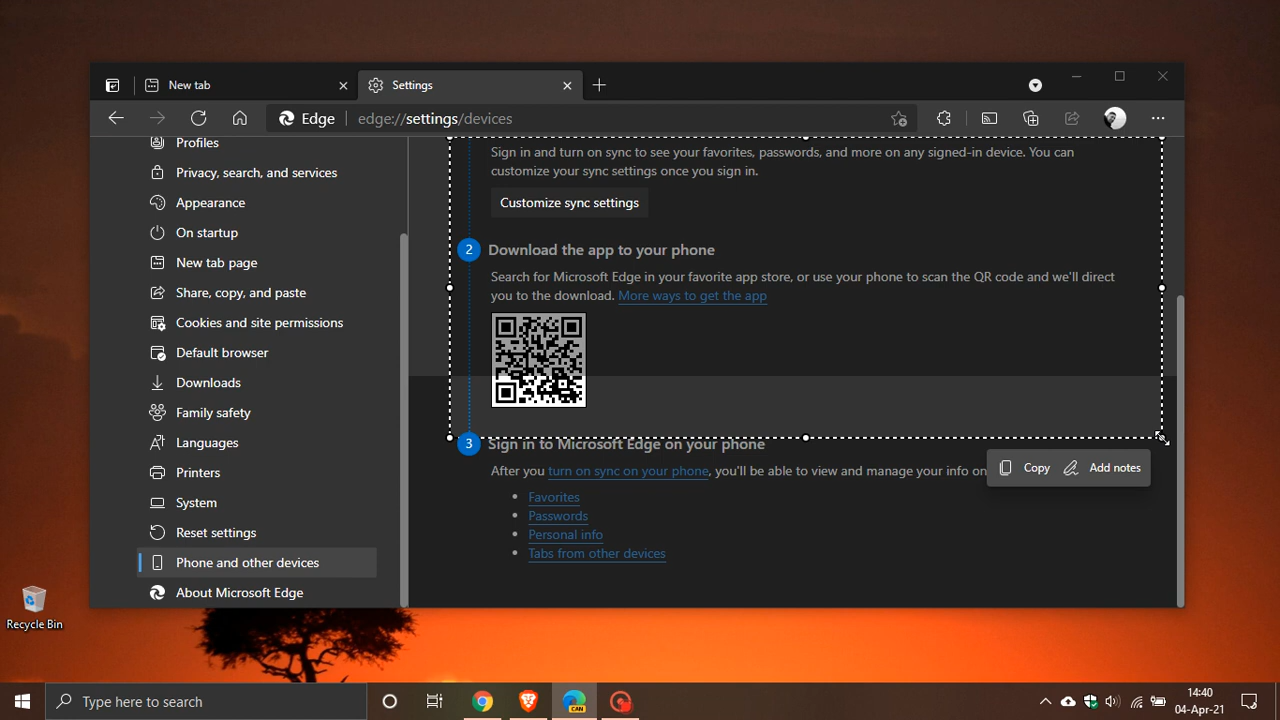 New tab
Settings
Edge
edge://settings/devices
Profiles
Privacy, search, and services
Appearance
On startup
New tab page
Share, copy, and paste
Cookies and site permissions
Default browser
Downloads
Family safety
Languages
Printers
System
Reset settings
Phone and other devices
About Microsoft Edge
Sign in and turn on sync to see your favorites, passwords, and more on any signed-in device. You can
customize your sync settings once you sign in.
Customize sync settings
2 Download the app to your phone
Search for Microsoft Edge in your favorite app store, or use your phone to scan the QR code and we'll direct
you to the download. More ways to get the app
3 Sign in to Microsoft Edge on your phone
After you turn on sync on your phone, you'll be able to view and manage your info on
Copy Add notes
Favorites
Passwords
Personal info
Tabs from other devices
Recycle Bin
Type here to search
CAN
14:40
04-Apr-21